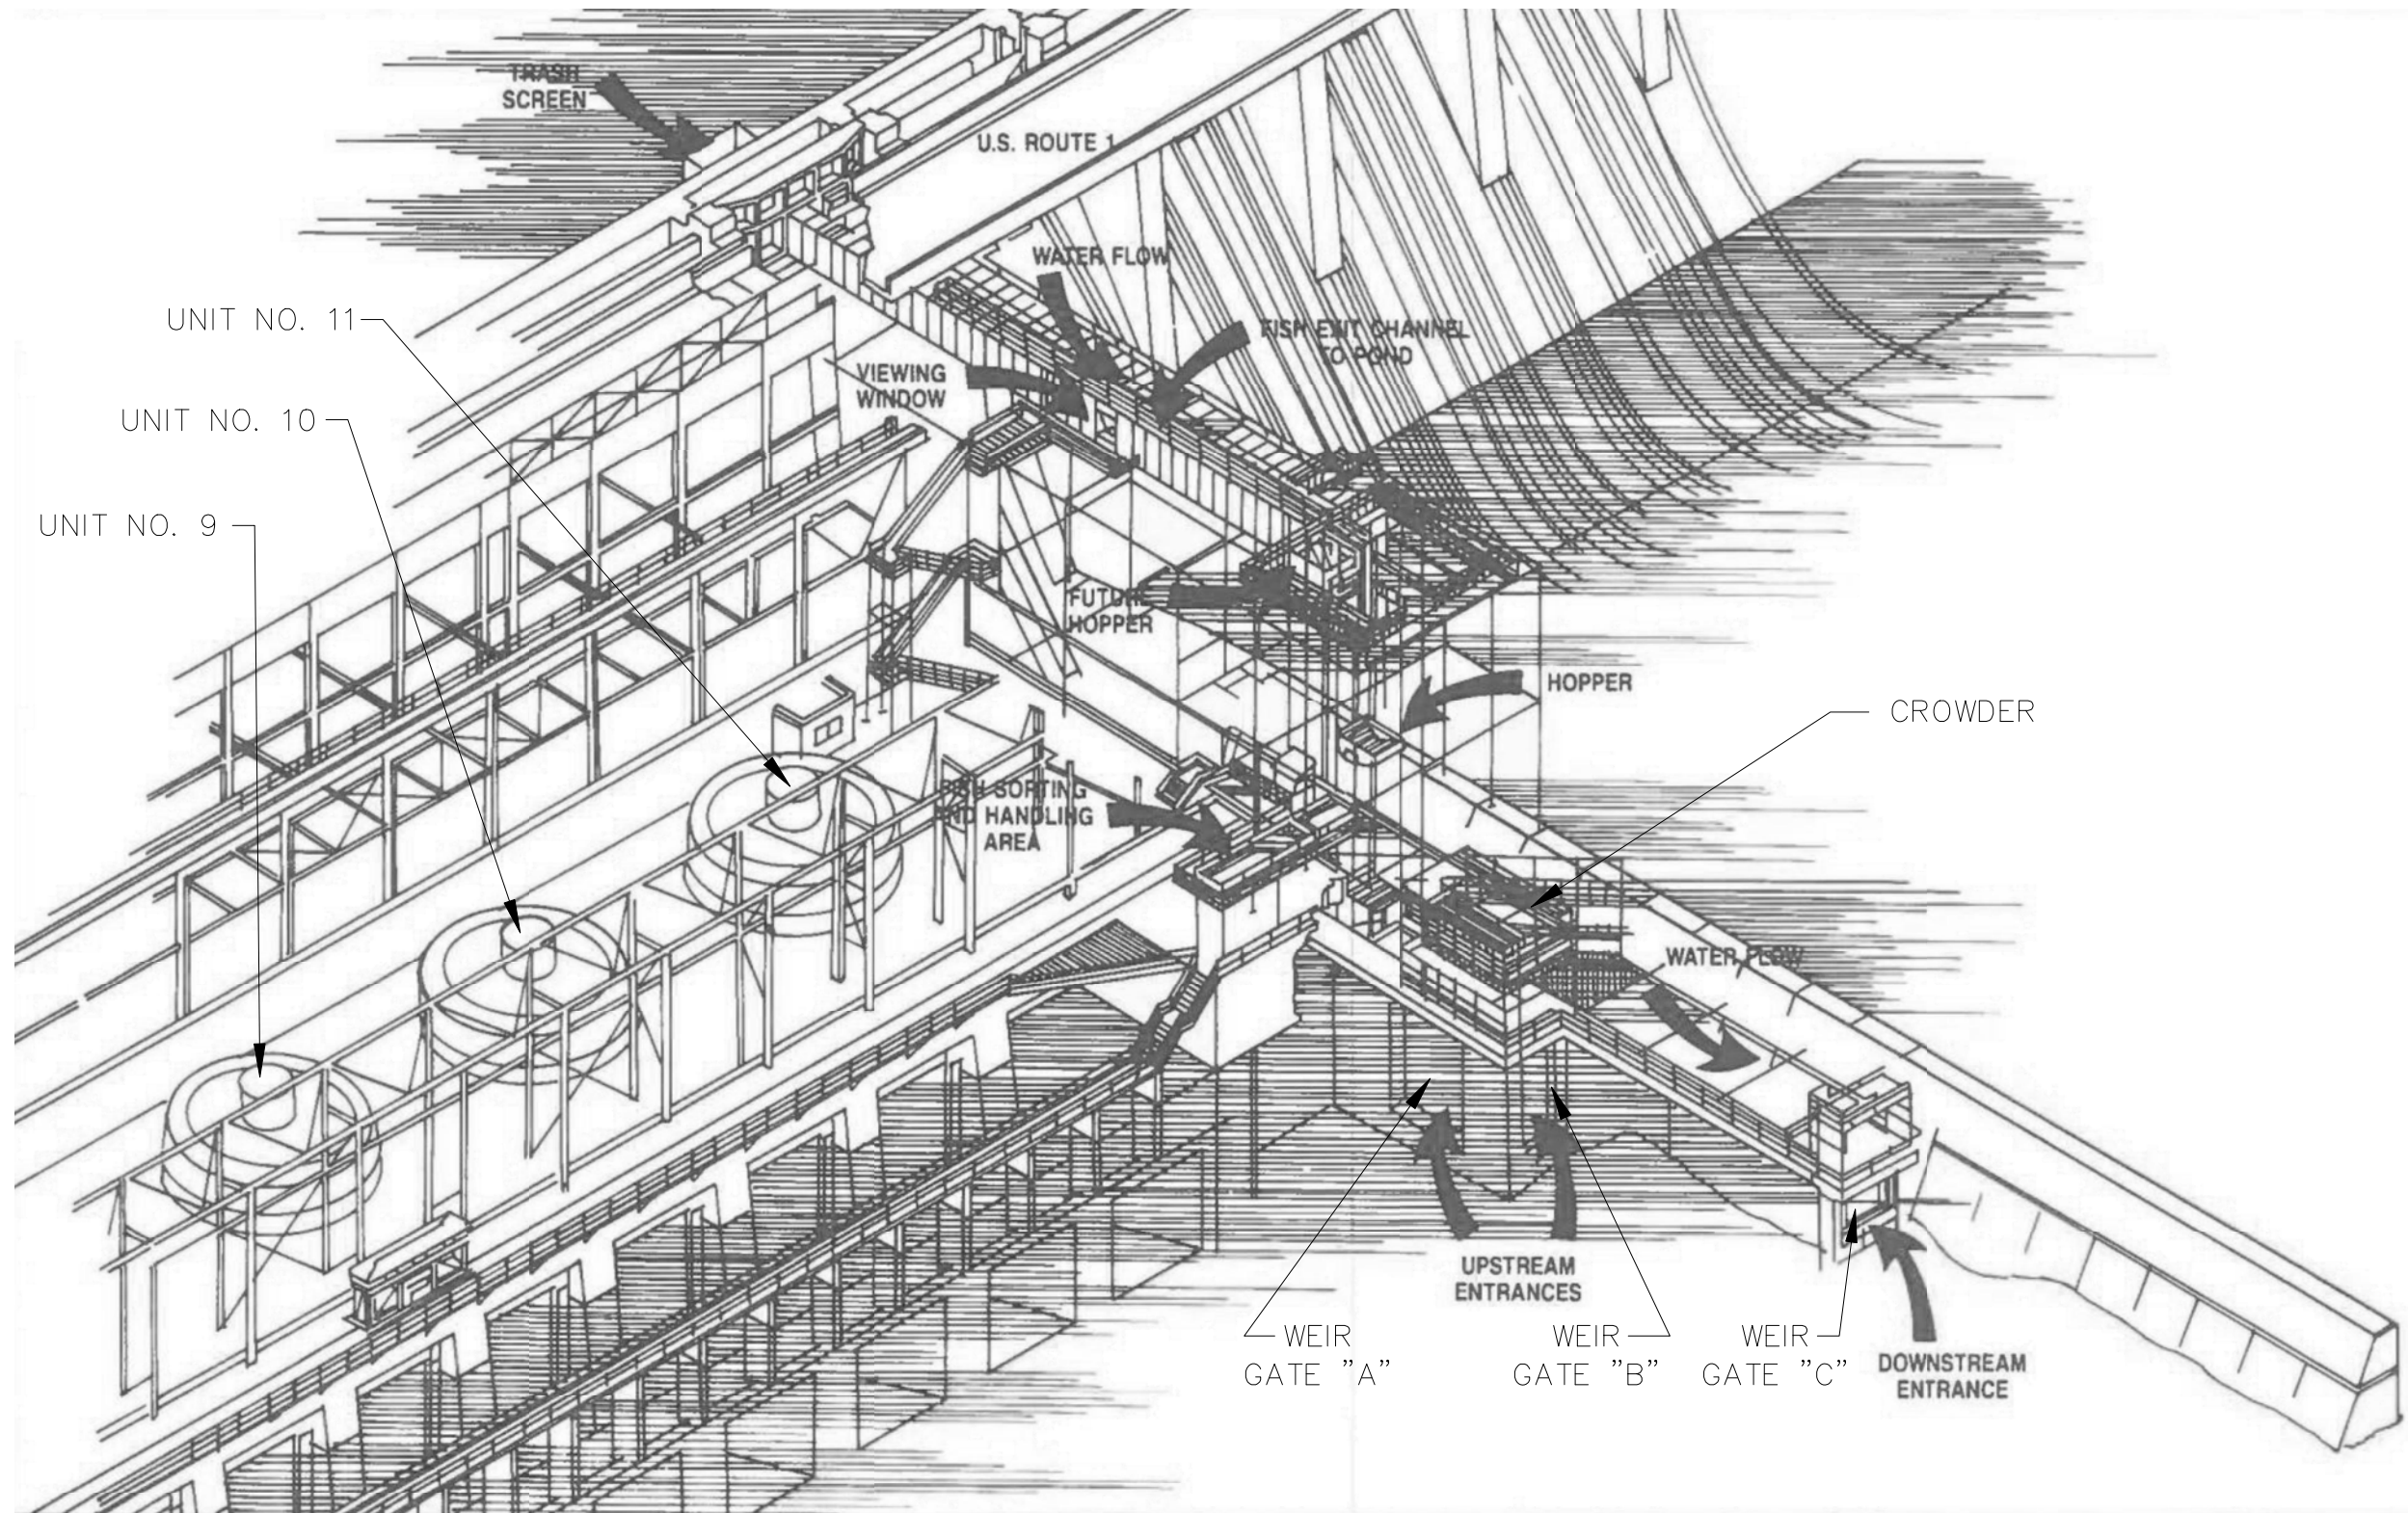 TRASH
SCREEN
U.S. ROUTE 1
WATER FLOW
UNIT NO. 11
FISH EXIT CHANNEL
TO POND
VIEWING
WINDOW
UNIT NO. 10
UNIT NO. 9
FUTURE
HOPPER
HOPPER
CROWDER
FISH SORTING
AND HANDLING
AREA
WATER FLOW
UPSTREAM
ENTRANCES
WEIR
GATE "A"
WEIR
GATE "B"
WEIR
GATE "C"
DOWNSTREAM
ENTRANCE